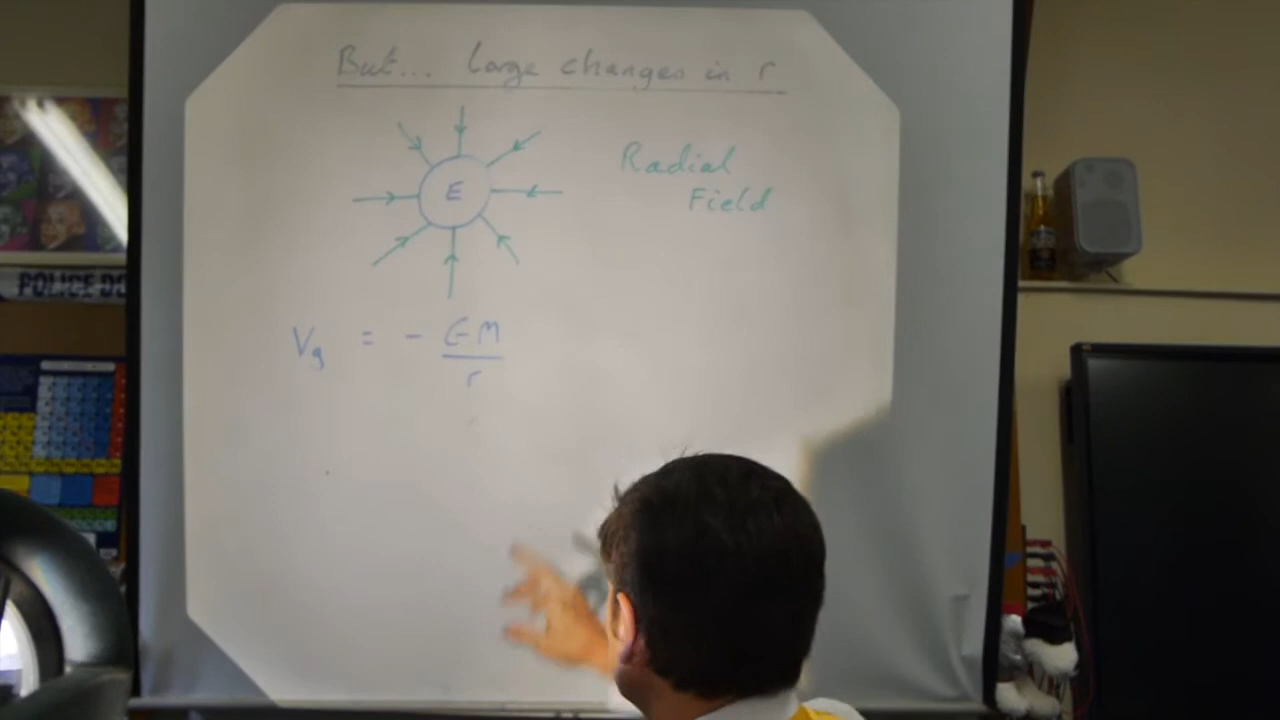 But... Large changes in r
Radial
Field
E
Vg = - GM
r
POLICE DO